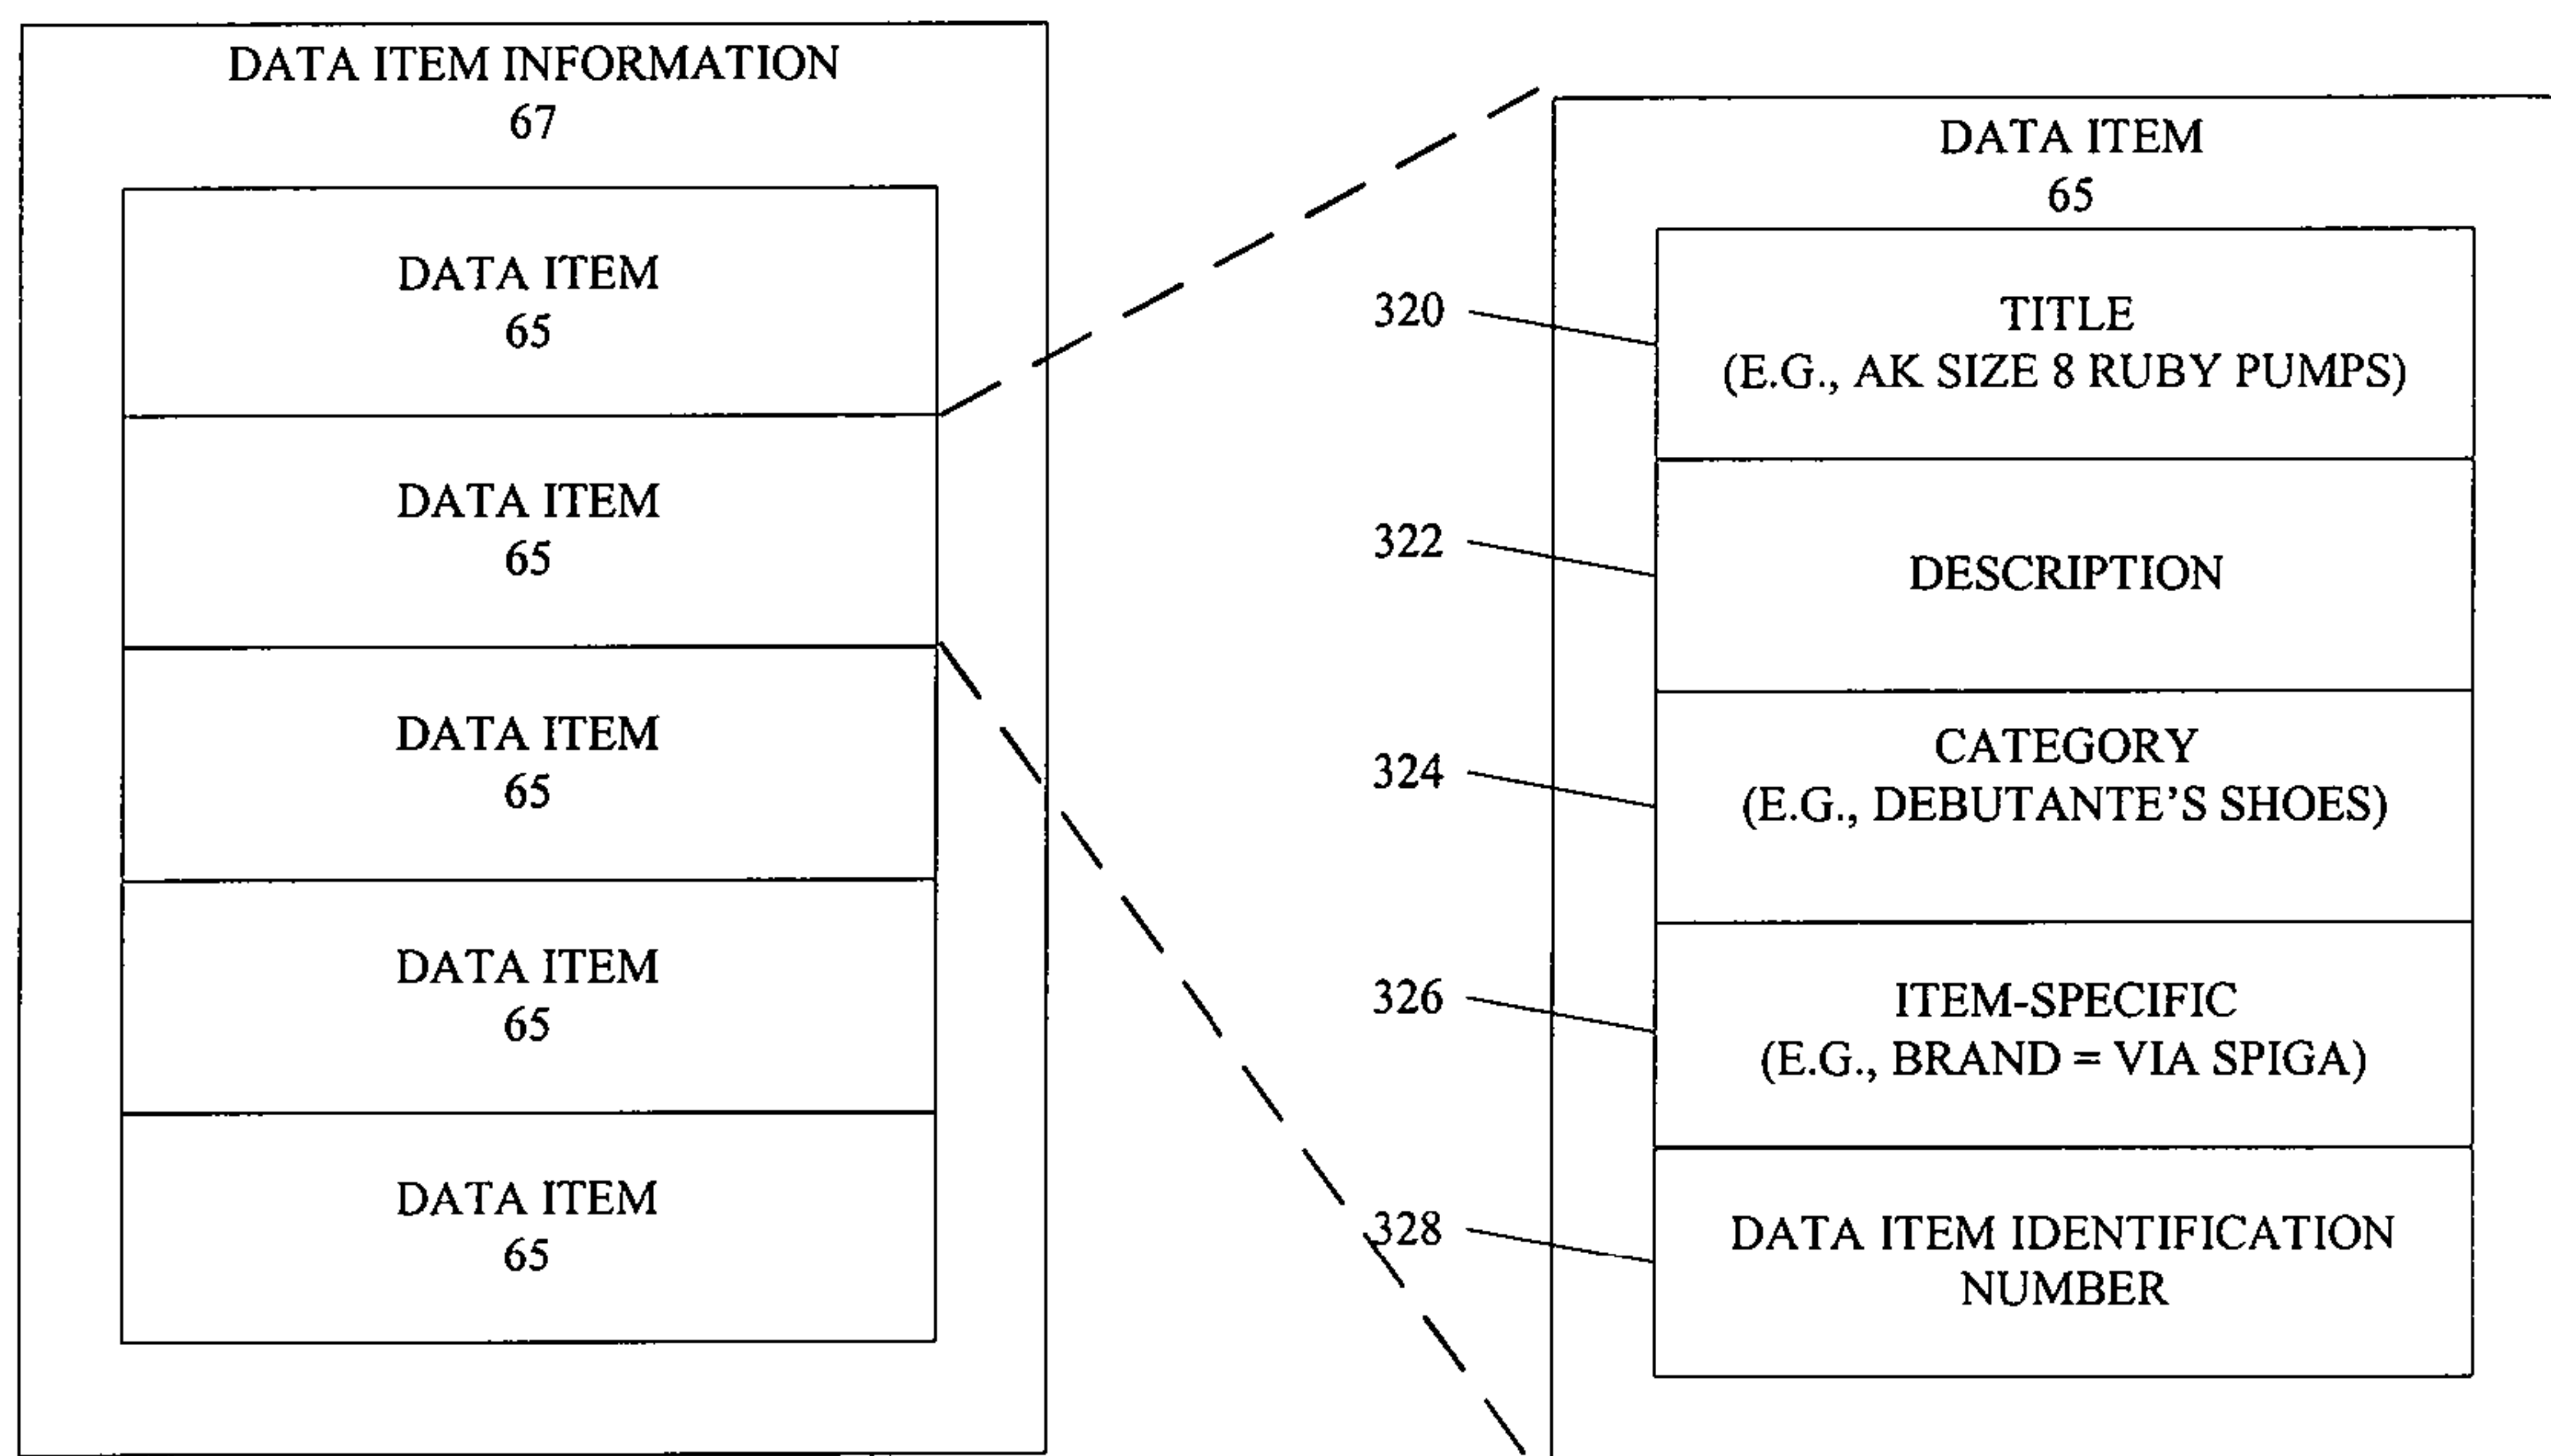 DATA ITEM INFORMATION
67
DATA ITEM
65
DATA ITEM
65
DATA ITEM
65
DATA ITEM
65
DATA ITEM
65
DATA ITEM
65
320
TITLE
(E.G., AK SIZE 8 RUBY PUMPS)
322
DESCRIPTION
324
CATEGORY
(E.G., DEBUTANTE'S SHOES)
326
ITEM-SPECIFIC
(E.G., BRAND = VIA SPIGA)
328
DATA ITEM IDENTIFICATION
NUMBER